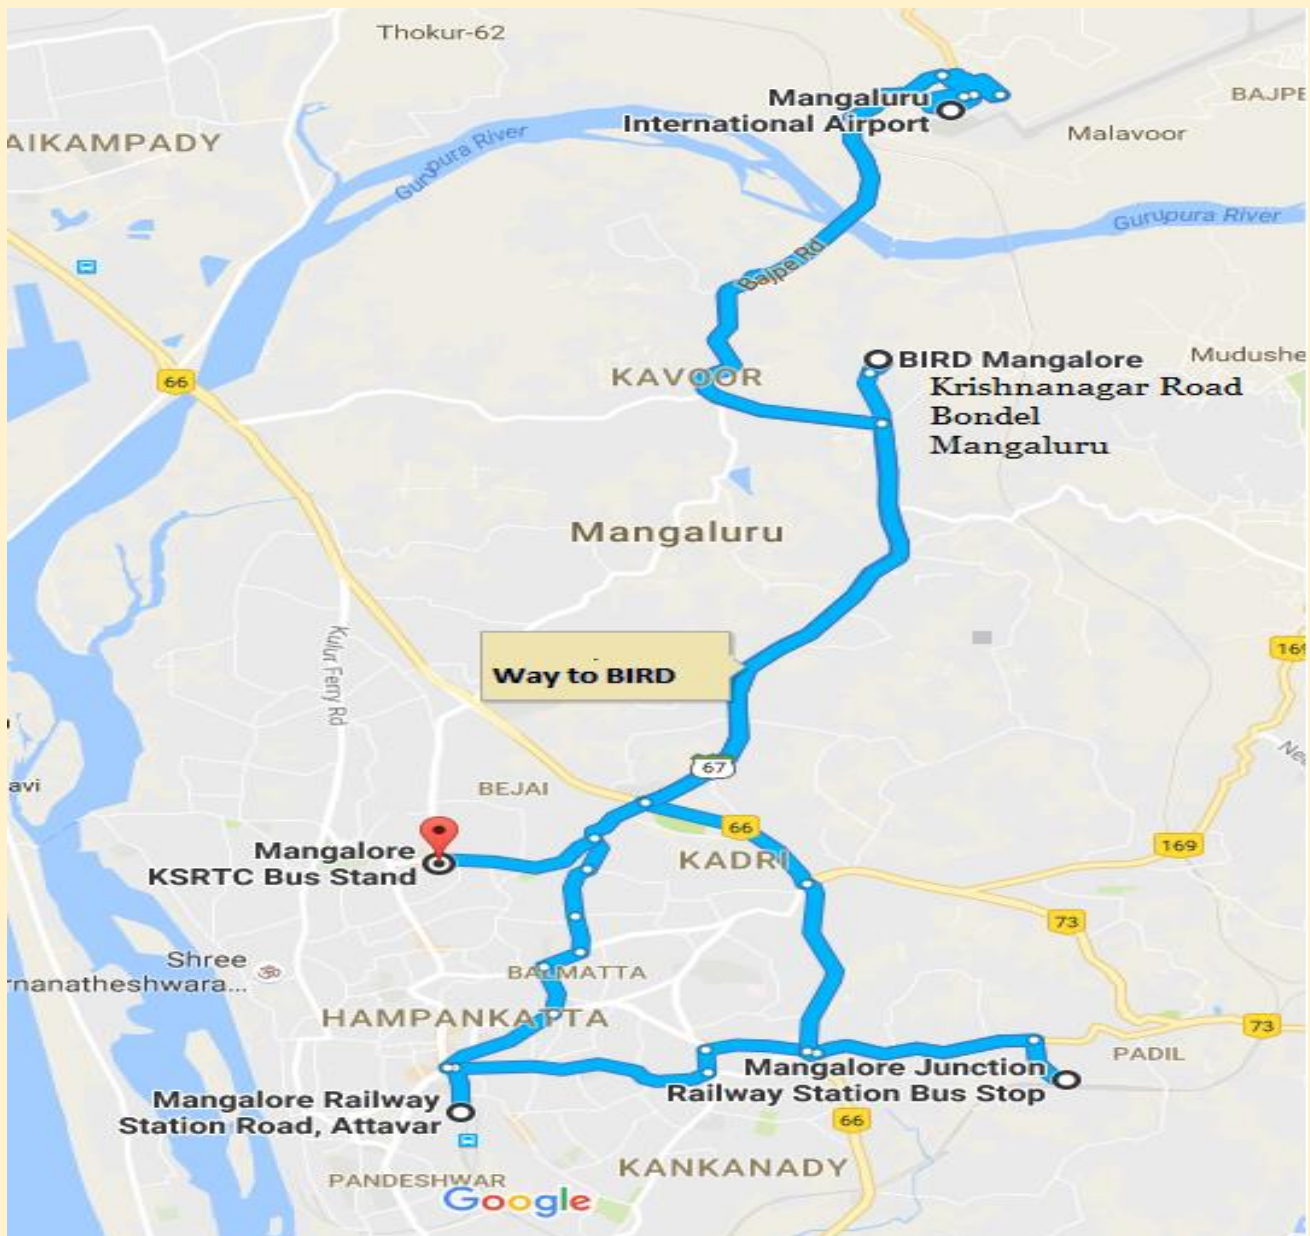 Thokur-62
Mangaluru
International Airport
BAJPE
AIKAMPADY
Malavoor
Gurupura River
Gurupura River
Bajpe Rd
66
KAVOOR
BIRD Mangalore
Krishnanagar Road
Bondel
Mangaluru
Mudushe
Mangaluru
Kulur Ferry Rd
Way to BIRD
169
Ne
67
avi
BEJAI
66
Mangalore
KSRTC Bus Stand
KADRI
169
73
Shree
rnanatheshwara...
BALMATTA
HAMPANKATTA
73
PADIL
Mangalore Junction
Railway Station Bus Stop
Mangalore Railway
Station Road, Attavar
66
PANDESHWAR
KANKANADY
Google